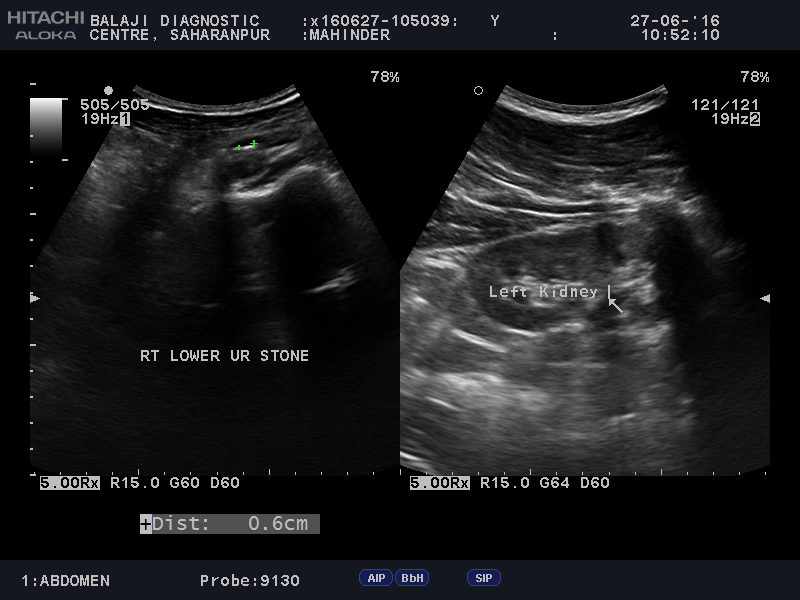 HITACHI BALAJI DIAGNOSTIC :x160627-105039: Y 27-06-'16
ALOKA CENTRE, SAHARANPUR :MAHINDER : 10:52:10
78% 78%
505/505 121/121
19Hz1 19Hz2
Left Kidney
RT LOWER UR STONE
5.00Rx R15.0 G60 D60 5.00Rx R15.0 G64 D60
+Dist: 0.6cm
1:ABDOMEN Probe:9130 AIP BbH SIP